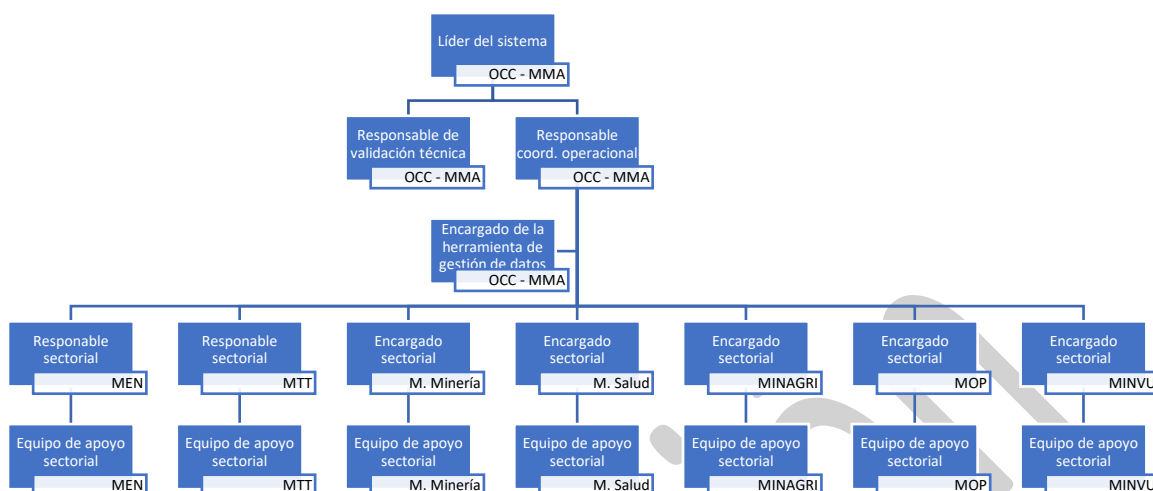 Líder del sistema
OCC - MMA
Responsable de
validación técnica
OCC - MMA
Responsable
coord. operacional
OCC - MMA
Encargado de la
herramienta de
gestión de datos
OCC - MMA
Responsable
sectorial
MEN
Responsable
sectorial
MTT
Encargado
sectorial
M. Minería
Encargado
sectorial
M. Salud
Encargado
sectorial
MINAGRI
Encargado
sectorial
MOP
Encargado
sectorial
MINVU
Equipo de apoyo
sectorial
MEN
Equipo de apoyo
sectorial
MTT
Equipo de apoyo
sectorial
M. Minería
Equipo de apoyo
sectorial
M. Salud
Equipo de apoyo
sectorial
MINAGRI
Equipo de apoyo
sectorial
MOP
Equipo de apoyo
sectorial
MINVU